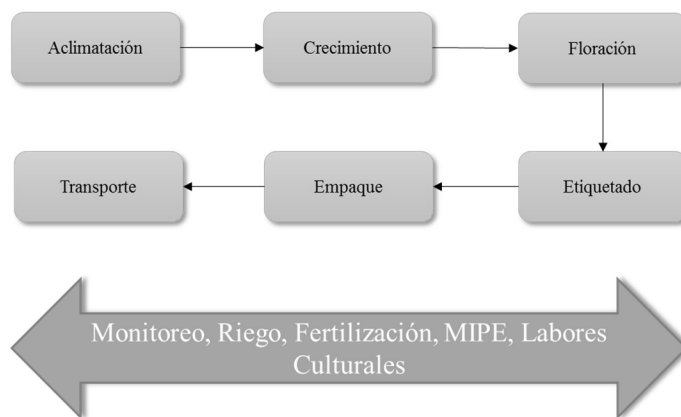 Aclimatación
Crecimiento
Floración
Transporte
Empaque
Etiquetado
Monitoreo, Riego, Fertilización, MIPE, Labores
Culturales